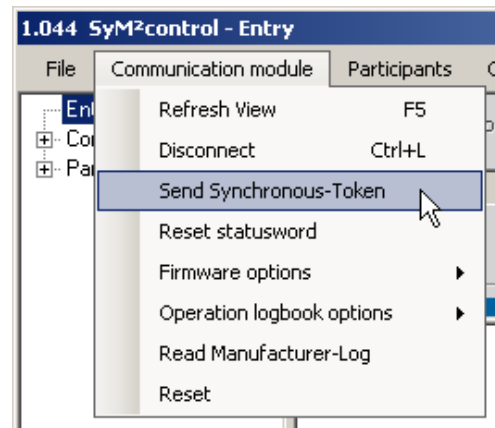 1.044 SyM²control - Entry
File Communication module Participants
Refresh View F5
Disconnect Ctrl+L
Send Synchronous-Token
Reset statusword
Firmware options
Operation logbook options
Read Manufacturer-Log
Reset